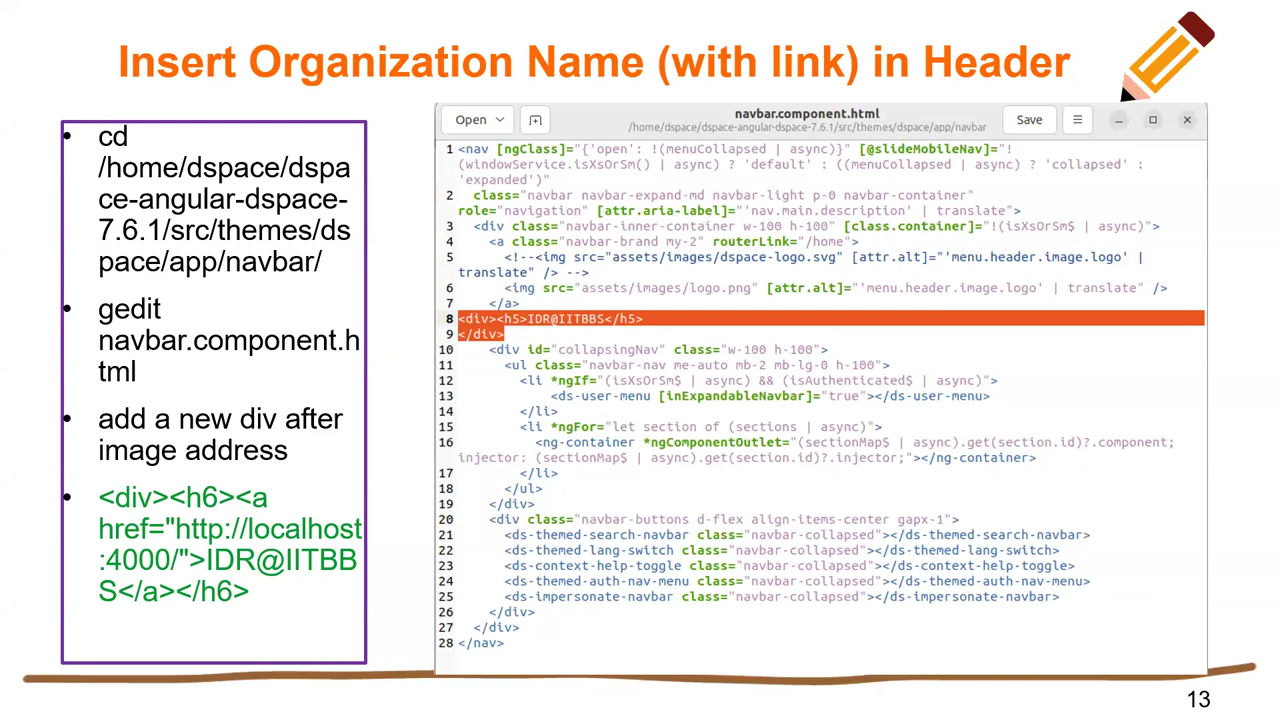 Insert Organization Name (with link) in Header
• cd
/home/dspace/dspa
ce-angular-dspace-
7.6.1/src/themes/ds
pace/app/navbar/
• gedit
navbar.component.h
tml
• add a new div after
image address
• <div><h6><a
href="http://localhost
:4000/">IDR@IITBB
S</a></h6>
Open
navbar.component.html
/home/dspace/dspace-angular-dspace-7.6.1/src/themes/dspace/app/navbar
Save
1 <nav [ngClass]="{'open': !(menuCollapsed | async)}" [@slideMobileNav]="!
(windowService.isXsOrSm() | async) ? 'default' : ((menuCollapsed | async) ? 'collapsed' :
'expanded')"
2 class="navbar navbar-expand-md navbar-light p-0 navbar-container"
role="navigation" [attr.aria-label]="'nav.main.description' | translate">
3 <div class="navbar-inner-container w-100 h-100" [class.container]="!(isXsOrSm$ | async)">
4 <a class="navbar-brand my-2" routerLink="/home">
5 <!--<img src="assets/images/dspace-logo.svg" [attr.alt]="'menu.header.image.logo' |
translate" /> -->
6 <img src="assets/images/logo.png" [attr.alt]="'menu.header.image.logo' | translate" />
7 </a>
8 <div><h5>IDR@IITBBS</h5>
9 </div>
10 <div id="collapsingNav" class="w-100 h-100">
11 <ul class="navbar-nav me-auto mb-2 mb-lg-0 h-100">
12 <li *ngIf="(isXsOrSm$ | async) && (isAuthenticated$ | async)">
13 <ds-user-menu [inExpandableNavbar]="true"></ds-user-menu>
14 </li>
15 <li *ngFor="let section of (sections | async)">
16 <ng-container *ngComponentOutlet="(sectionMap$ | async).get(section.id)?.component;
injector: (sectionMap$ | async).get(section.id)?.injector;"></ng-container>
17 </li>
18 </ul>
19 </div>
20 <div class="navbar-buttons d-flex align-items-center gapx-1">
21 <ds-themed-search-navbar class="navbar-collapsed"></ds-themed-search-navbar>
22 <ds-themed-lang-switch class="navbar-collapsed"></ds-themed-lang-switch>
23 <ds-context-help-toggle class="navbar-collapsed"></ds-context-help-toggle>
24 <ds-themed-auth-nav-menu class="navbar-collapsed"></ds-themed-auth-nav-menu>
25 <ds-impersonate-navbar class="navbar-collapsed"></ds-impersonate-navbar>
26 </div>
27 </div>
28 </nav>
13